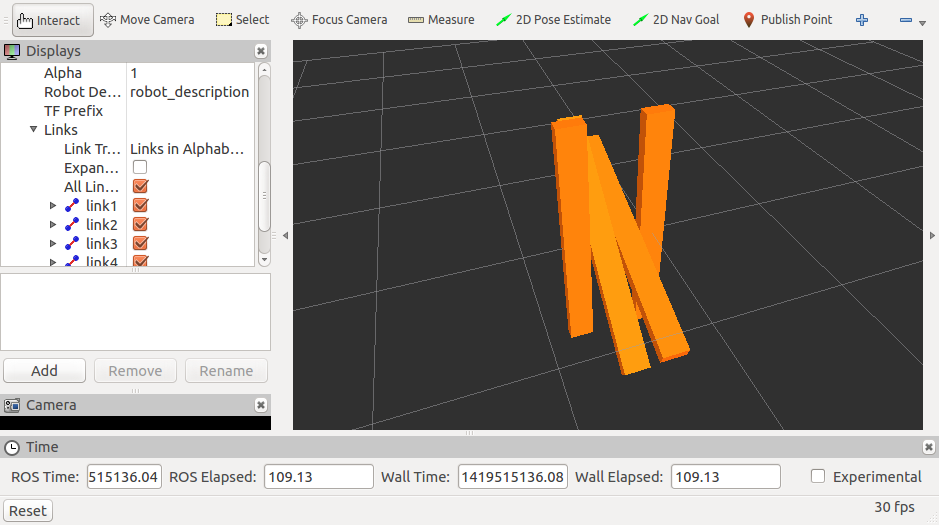 Interact Move Camera Select Focus Camera Measure 2D Pose Estimate 2D Nav Goal Publish Point
Displays
Alpha 1
Robot De... robot_description
TF Prefix
Links
Link Tr... Links in Alphab...
Expan...
All Lin...
link1
link2
link3
link4
Add Remove Rename
Camera
Time
ROS Time: 515136.04 ROS Elapsed: 109.13 Wall Time: 1419515136.08 Wall Elapsed: 109.13 Experimental
Reset 30 fps